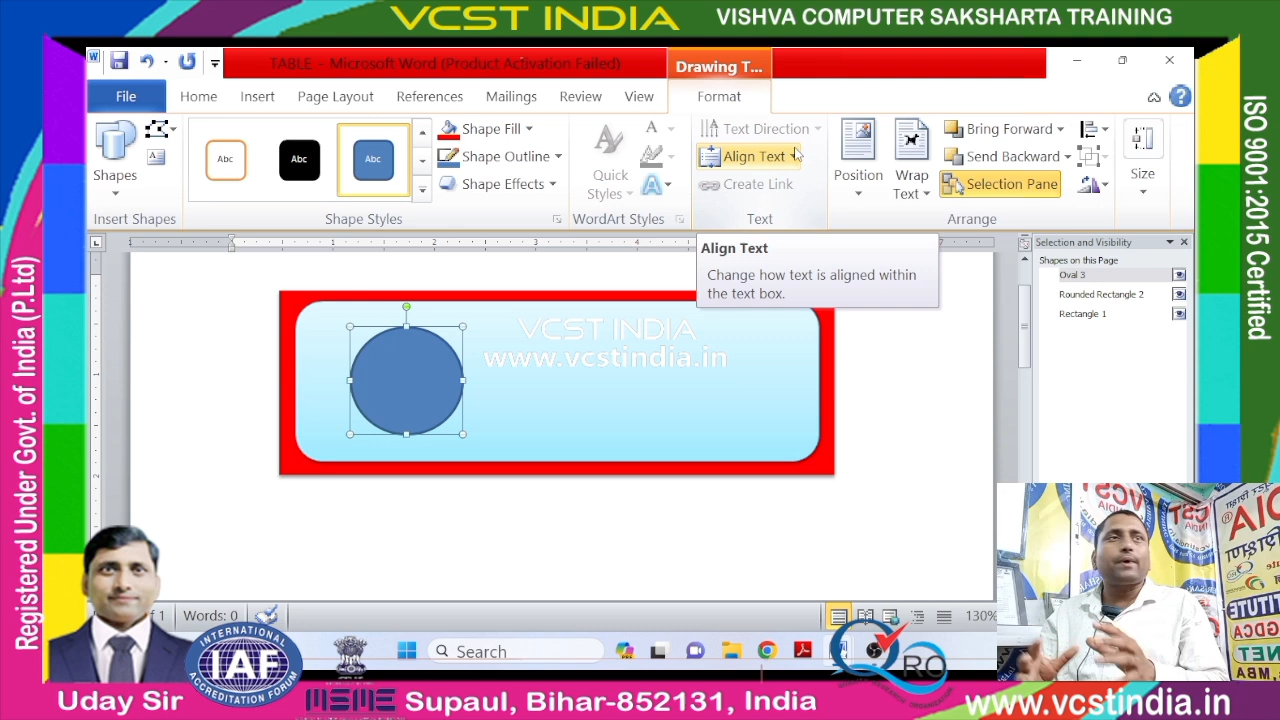 VCST INDIA
VISHVA COMPUTER SAKSHARTA TRAINING
Registered Under Govt. of India (P.Ltd)
ISO 9001:2015 Certified
TABLE - Microsoft Word (Product Activation Failed)
Drawing T...
File Home Insert Page Layout References Mailings Review View Format
Shapes
Insert Shapes
Abc Abc Abc
Shape Fill
Shape Outline
Shape Effects
Shape Styles
Quick Styles
WordArt Styles
Text Direction
Align Text
Create Link
Text
Position
Wrap Text
Bring Forward
Send Backward
Selection Pane
Arrange
Size
Align Text
Change how text is aligned within
the text box.
Selection and Visibility
Shapes on this Page
Oval 3
Rounded Rectangle 2
Rectangle 1
VCST INDIA
www.vcstindia.in
of 1 Words: 0
130%
Search
INTERNATIONAL
IAF
ACCREDITATION FORUM
QRO
Uday Sir
MSME
Supaul, Bihar-852131, India
www.vcstindia.in